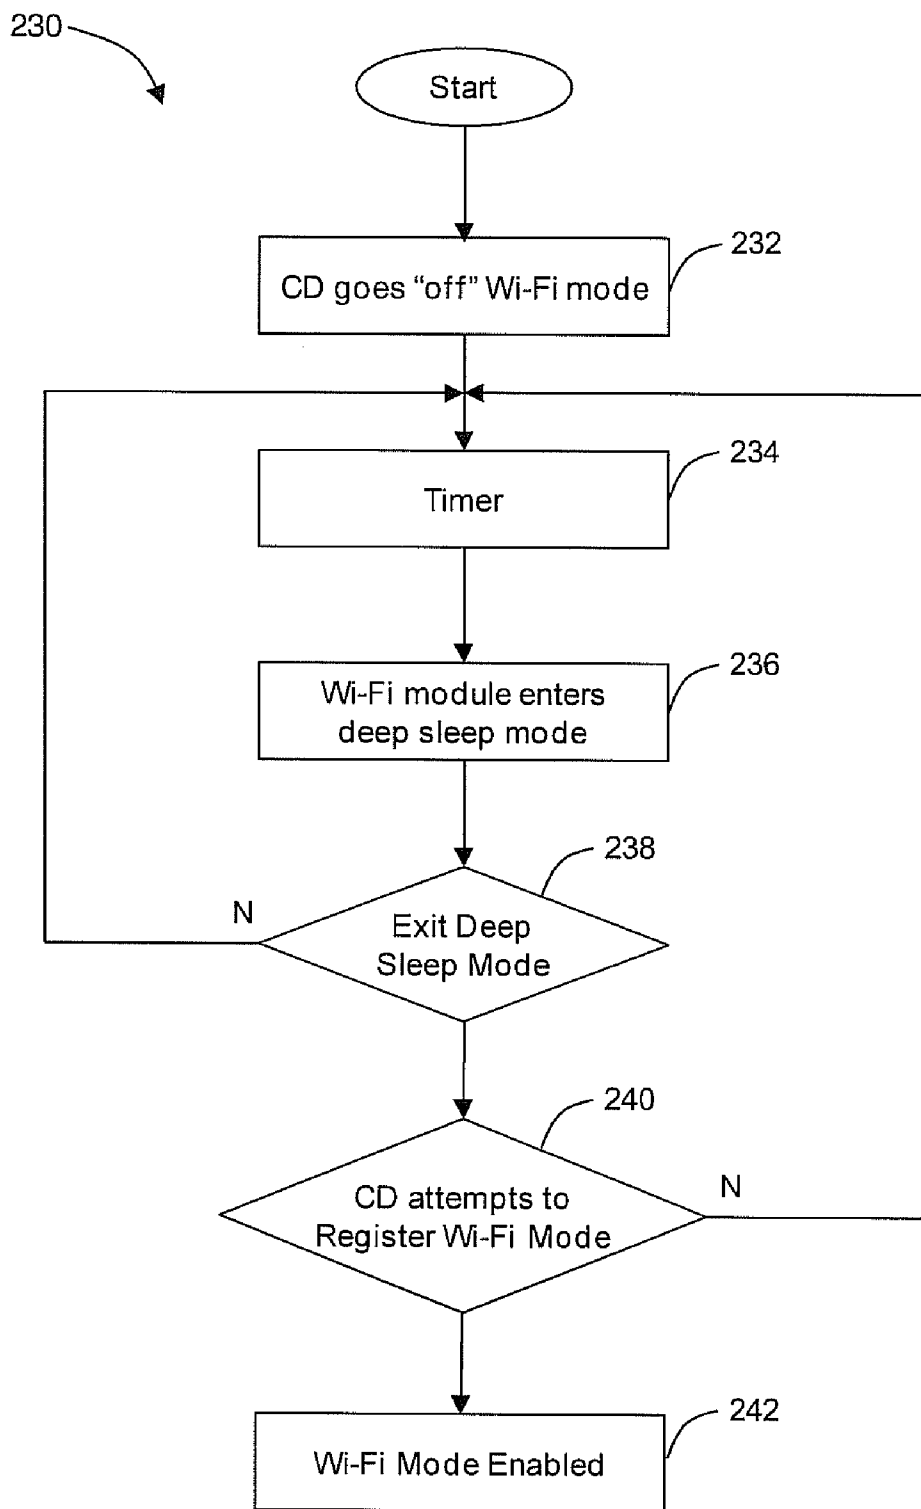 230
Start
232
CD goes “off” Wi-Fi mode
234
Timer
236
Wi-Fi module enters
deep sleep mode
238
N
Exit Deep
Sleep Mode
240
N
CD attempts to
Register Wi-Fi Mode
242
Wi-Fi Mode Enabled